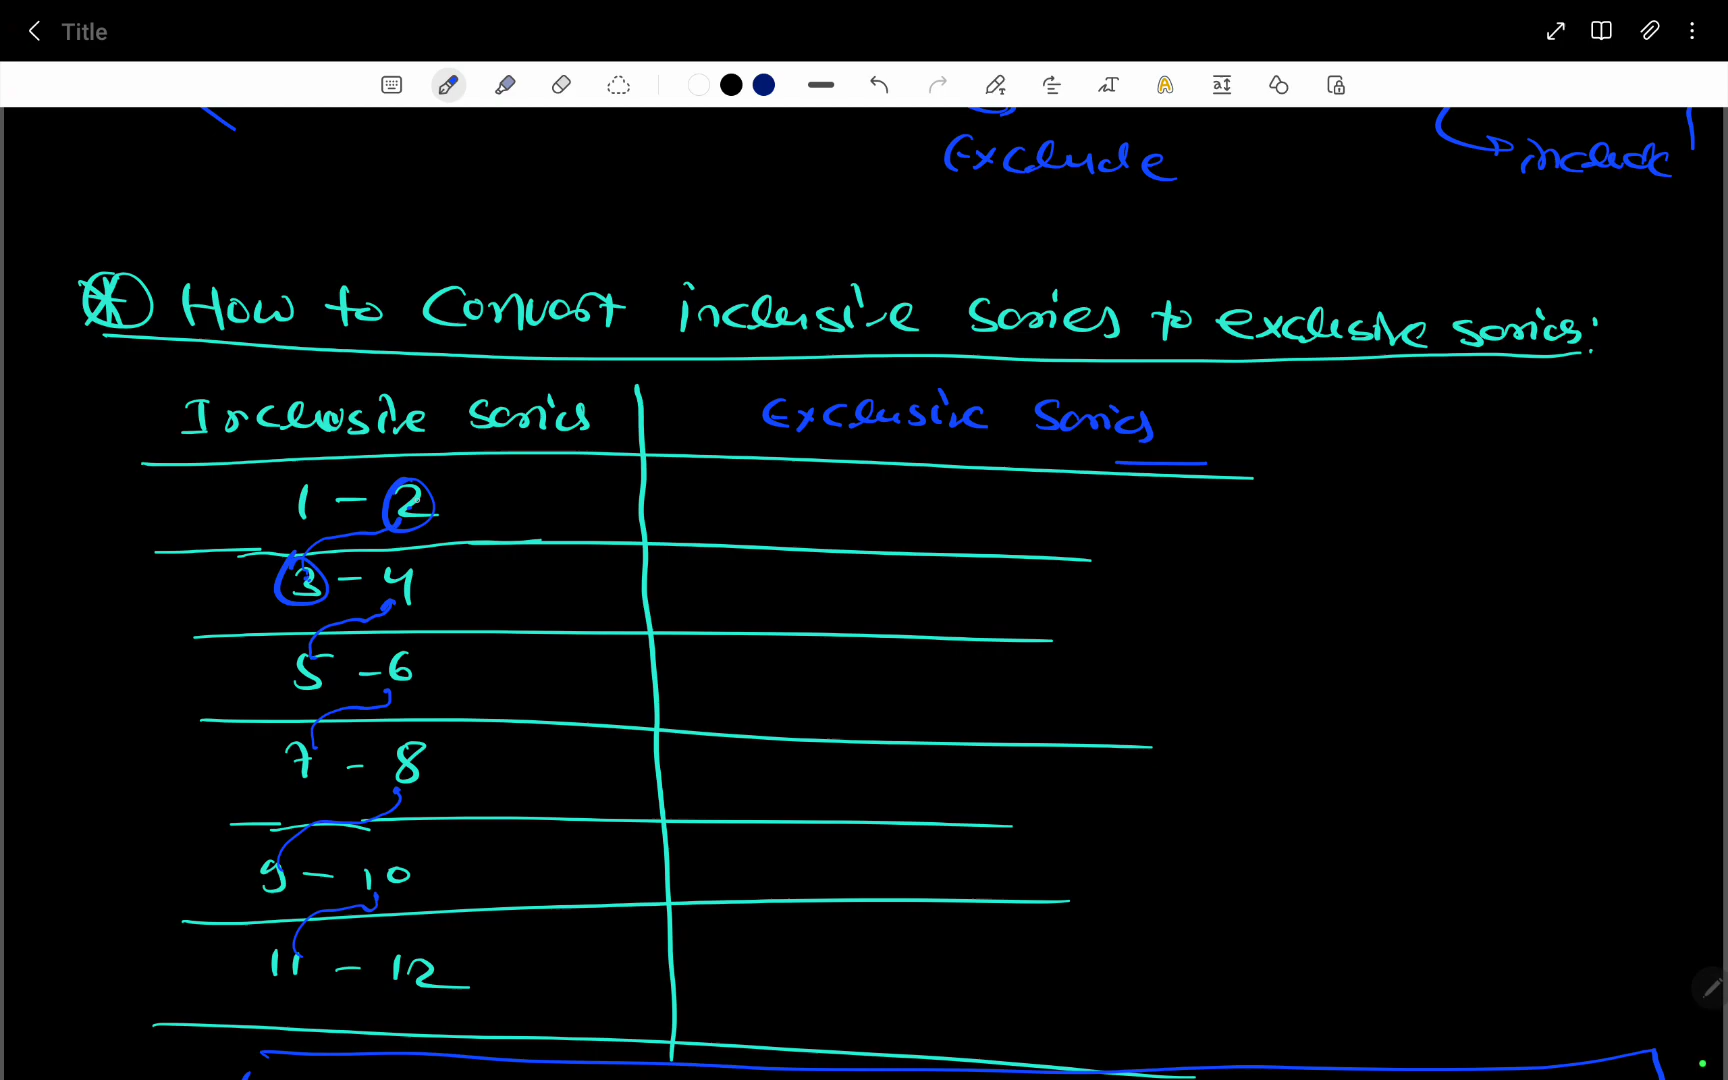 Title
Exclude
include
How to Convert inclusive series to exclusive series:
Inclusive series
Exclusive Series
1 - 2
3 - 4
5 - 6
7 - 8
9 - 10
11 - 12